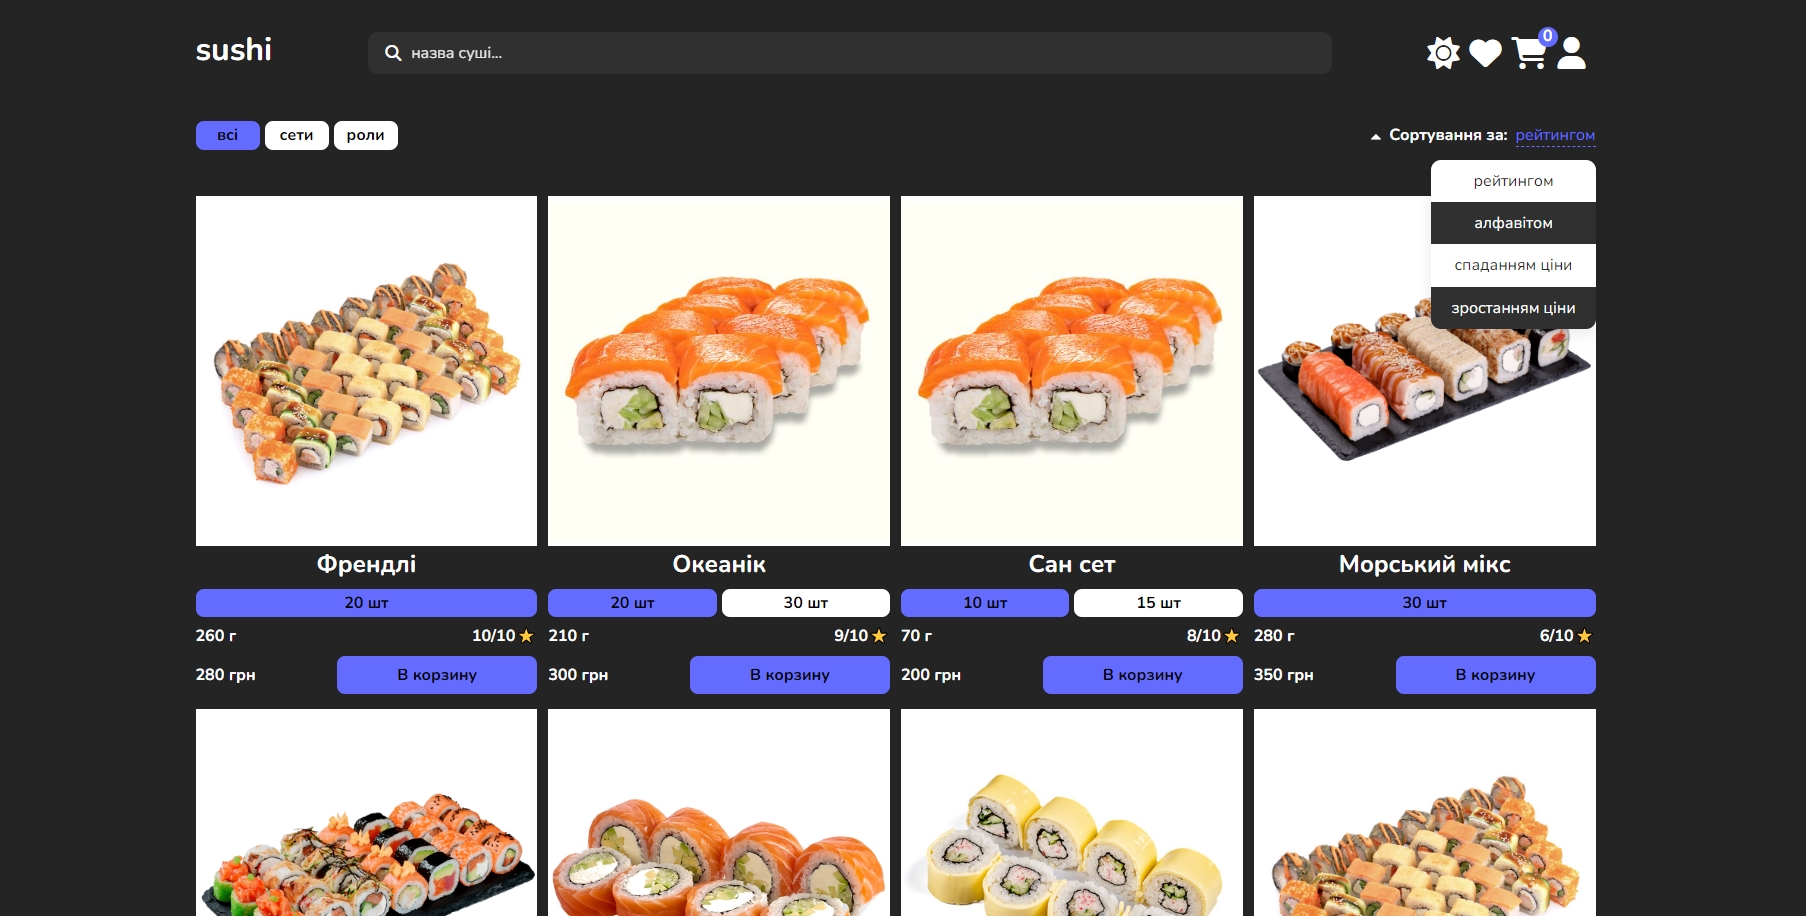 sushi
назва суші...
0
всі
сети
роли
Сортування за: рейтингом
рейтингом
алфавітом
спаданням ціни
зростанням ціни
Френдлі
20 шт
260 г
10/10
280 грн
В корзину
Океанік
20 шт
30 шт
210 г
9/10
300 грн
В корзину
Сан сет
10 шт
15 шт
70 г
8/10
200 грн
В корзину
Морський мікс
30 шт
280 г
6/10
350 грн
В корзину